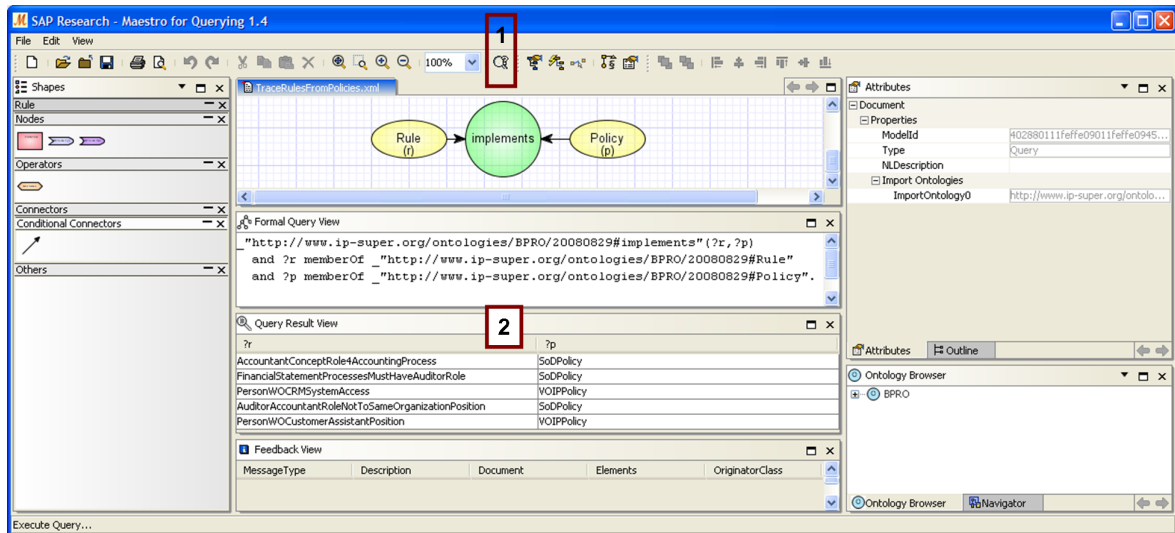 SAP Research - Maestro for Querying 1.4
1
File Edit View
100%
Shapes
Rule
Nodes
Operators
Connectors
Conditional Connectors
Others
TraceRulesFromPolicies.xml
Rule
(r)
implements
Policy
(p)
Formal Query View
_"http://www.ip-super.org/ontologies/BPRO/20080829#implements"(?r,?p)
and ?r memberOf _"http://www.ip-super.org/ontologies/BPRO/20080829#Rule"
and ?p memberOf _"http://www.ip-super.org/ontologies/BPRO/20080829#Policy".
Query Result View
2
?r ?p
AccountantConceptRole4AccountingProcess SoDPolicy
FinancialStatementProcessesMustHaveAuditorRole SoDPolicy
PersonWOCRMSystemAccess VOIPPolicy
AuditorAccountantRoleNotToSameOrganizationPosition SoDPolicy
PersonWOCustomerAssistantPosition VOIPPolicy
Feedback View
MessageType Description Document Elements OriginatorClass
Attributes
Document
Properties
ModelId 402880111feffe09011feffe0945...
Type Query
NLDescription
Import Ontologies
ImportOntology0 http://www.ip-super.org/ontolo...
Attributes Outline
Ontology Browser
BPRO
Ontology Browser Navigator
Execute Query...